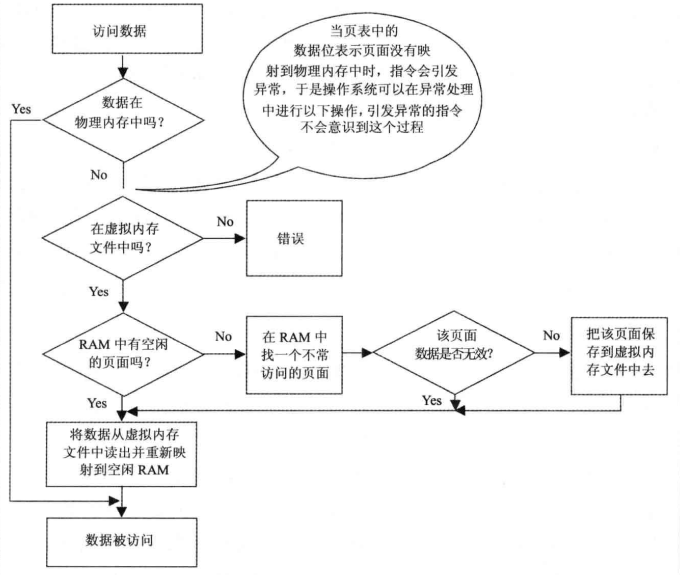 访问数据
当页表中的
数据位表示页面没有映
射到物理内存中时，指令会引发
异常，于是操作系统可以在异常处理
中进行以下操作，引发异常的指令
不会意识到这个过程
Yes
数据在
物理内存中吗？
No
在虚拟内存
文件中吗？
No
错误
Yes
RAM 中有空闲
的页面吗？
No
在 RAM 中
找一个不常
访问的页面
该页面
数据是否无效？
No
把该页面保
存到虚拟内
存文件中去
Yes
Yes
将数据从虚拟内存
文件中读出并重新映
射到空闲 RAM
数据被访问